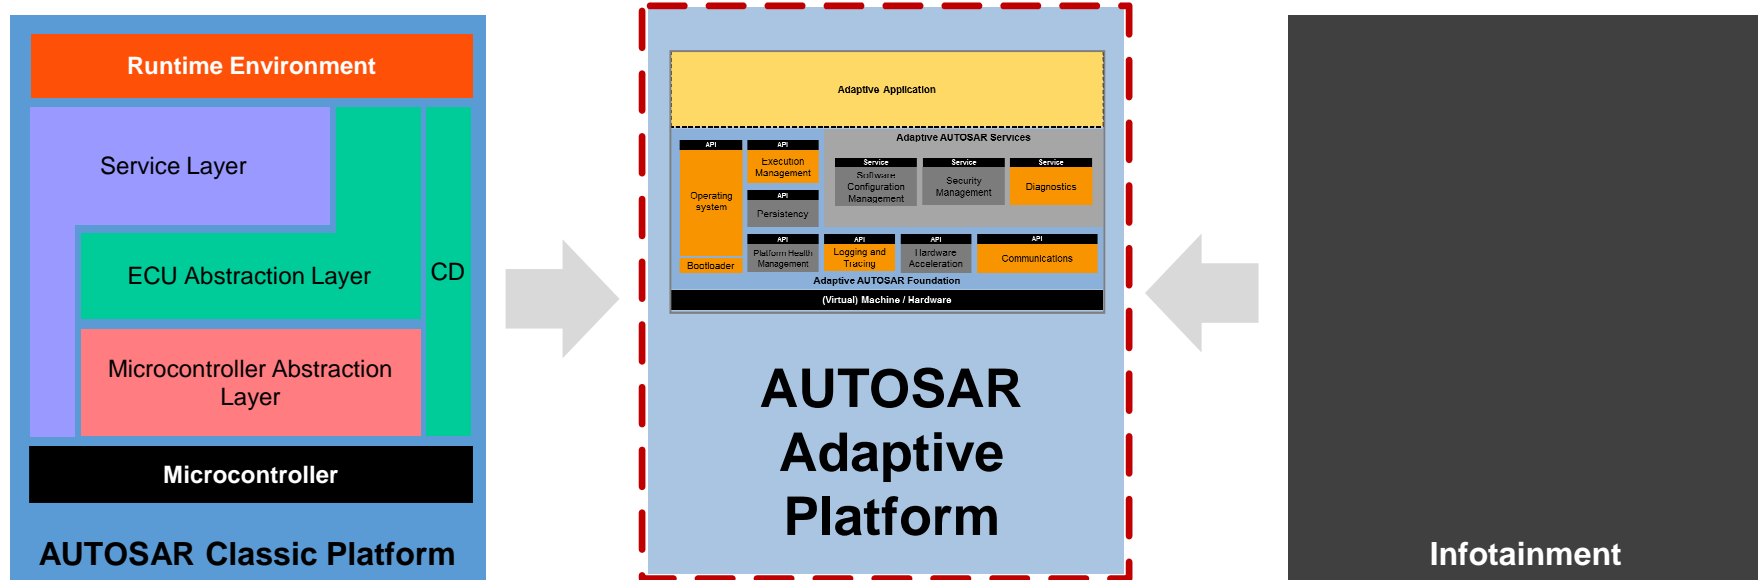 Runtime Environment
Service Layer
ECU Abstraction Layer
CD
Microcontroller Abstraction
Layer
Microcontroller
AUTOSAR Classic Platform
Adaptive Application
Adaptive AUTOSAR Services
API
Operating
system
Bootloader
API
Execution
Management
API
Persistency
Service
Software
Configuration
Management
Service
Security
Management
Service
Diagnostics
API
Platform Health
Management
API
Logging and
Tracing
API
Hardware
Acceleration
API
Communications
Adaptive AUTOSAR Foundation
(Virtual) Machine / Hardware
AUTOSAR
Adaptive
Platform
Infotainment